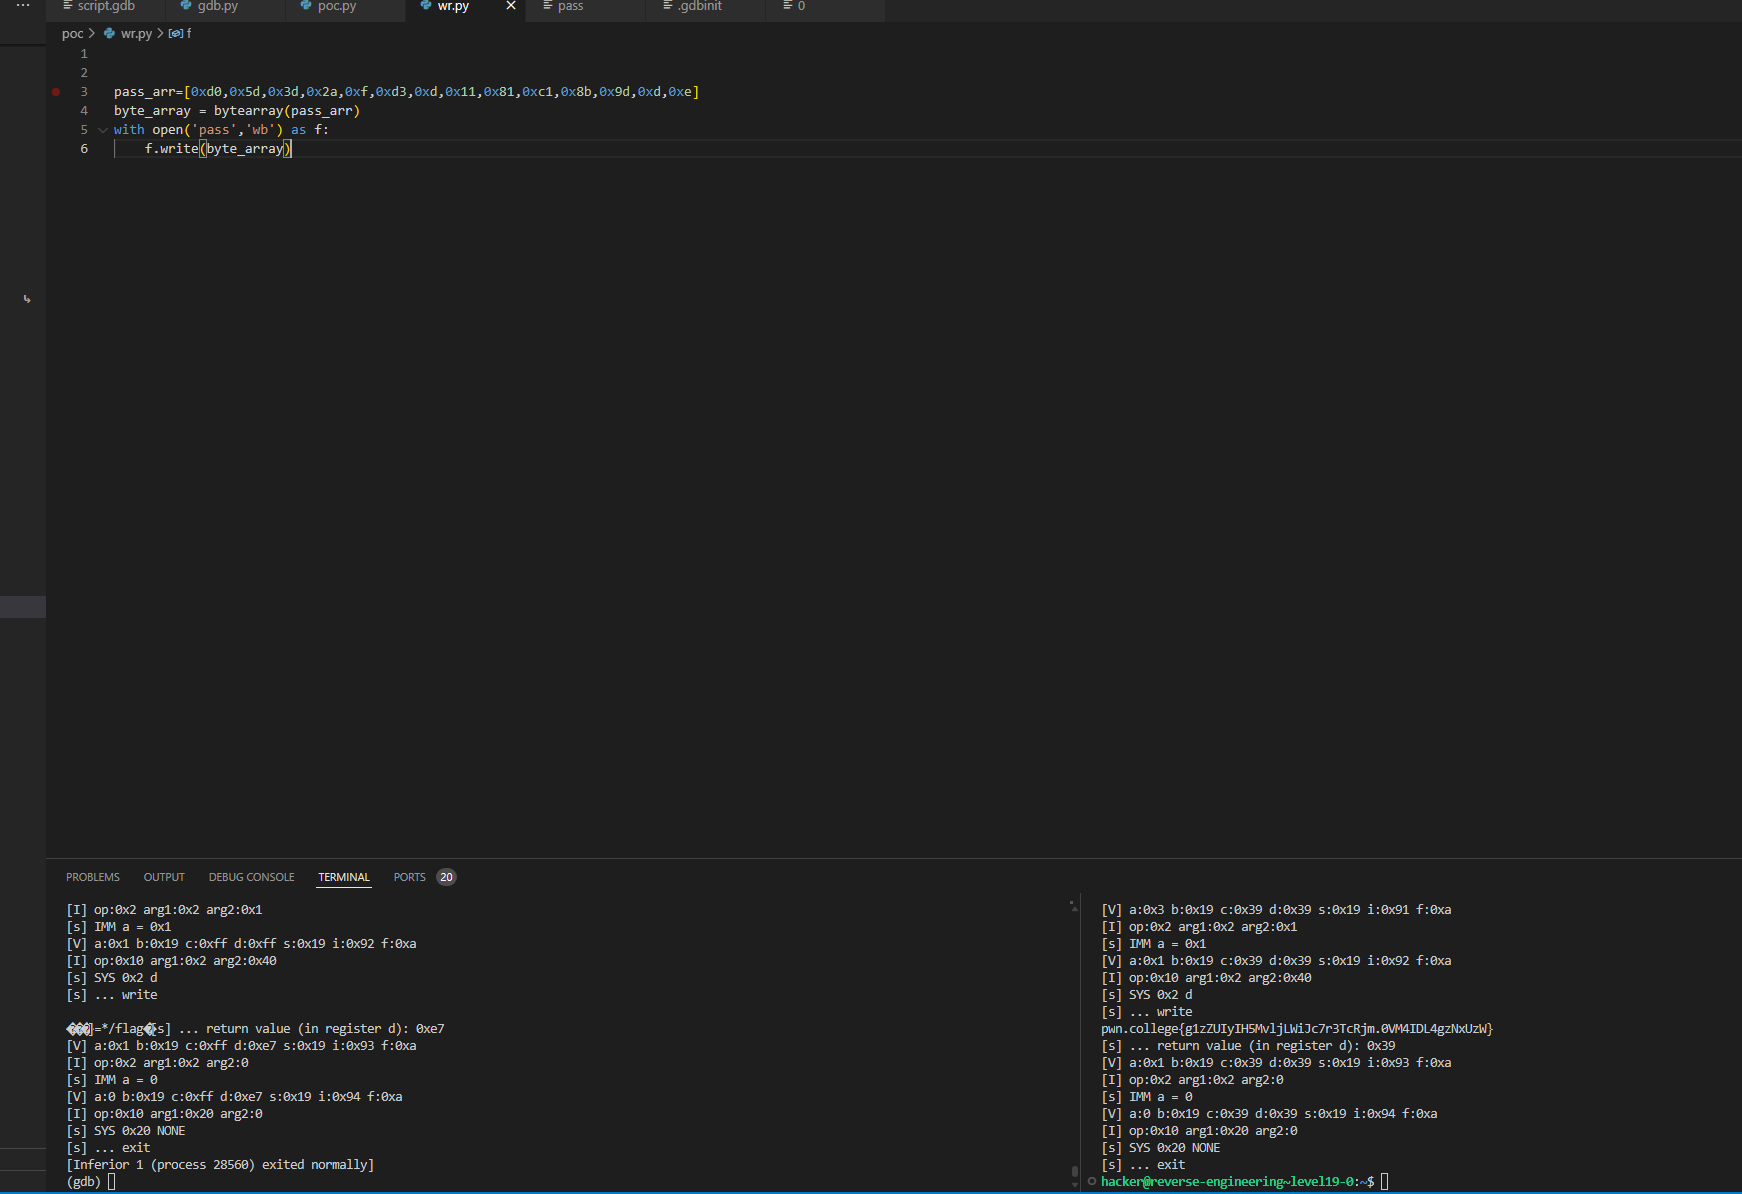 script.gdb gdb.py poc.py wr.py pass .gdbinit 0
poc wr.py f
1
2
3 pass_arr=[0xd0,0x5d,0x3d,0x2a,0xf,0xd3,0xd,0x11,0x81,0xc1,0x8b,0x9d,0xd,0xe]
4 byte_array = bytearray(pass_arr)
5 with open('pass','wb') as f:
6 f.write(byte_array)
PROBLEMS OUTPUT DEBUG CONSOLE TERMINAL PORTS 20
[I] op:0x2 arg1:0x2 arg2:0x1
[s] IMM a = 0x1
[V] a:0x1 b:0x19 c:0xff d:0xff s:0x19 i:0x92 f:0xa
[I] op:0x10 arg1:0x2 arg2:0x40
[s] SYS 0x2 d
[s] ... write
]=*/flag�[s] ... return value (in register d): 0xe7
[V] a:0x1 b:0x19 c:0xff d:0xe7 s:0x19 i:0x93 f:0xa
[I] op:0x2 arg1:0x2 arg2:0
[s] IMM a = 0
[V] a:0 b:0x19 c:0xff d:0xe7 s:0x19 i:0x94 f:0xa
[I] op:0x10 arg1:0x20 arg2:0
[s] SYS 0x20 NONE
[s] ... exit
[Inferior 1 (process 28560) exited normally]
(gdb)
[V] a:0x3 b:0x19 c:0x39 d:0x39 s:0x19 i:0x91 f:0xa
[I] op:0x2 arg1:0x2 arg2:0x1
[s] IMM a = 0x1
[V] a:0x1 b:0x19 c:0x39 d:0x39 s:0x19 i:0x92 f:0xa
[I] op:0x10 arg1:0x2 arg2:0x40
[s] SYS 0x2 d
[s] ... write
pwn.college{g1zZUIyIH5MvljLWiJc7r3TcRjm.0VM4IDL4gzNxUzW}
[s] ... return value (in register d): 0x39
[V] a:0x1 b:0x19 c:0x39 d:0x39 s:0x19 i:0x93 f:0xa
[I] op:0x2 arg1:0x2 arg2:0
[s] IMM a = 0
[V] a:0 b:0x19 c:0x39 d:0x39 s:0x19 i:0x94 f:0xa
[I] op:0x10 arg1:0x20 arg2:0
[s] SYS 0x20 NONE
[s] ... exit
hacker@reverse-engineering~level19-0:~$